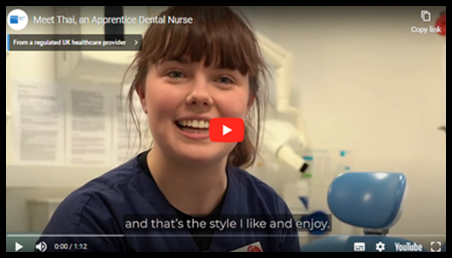 Meet Thai, an Apprentice Dental Nurse
Copy link
From a regulated UK healthcare provider
and that's the style I like and enjoy.
0:00 / 1:12
YouTube